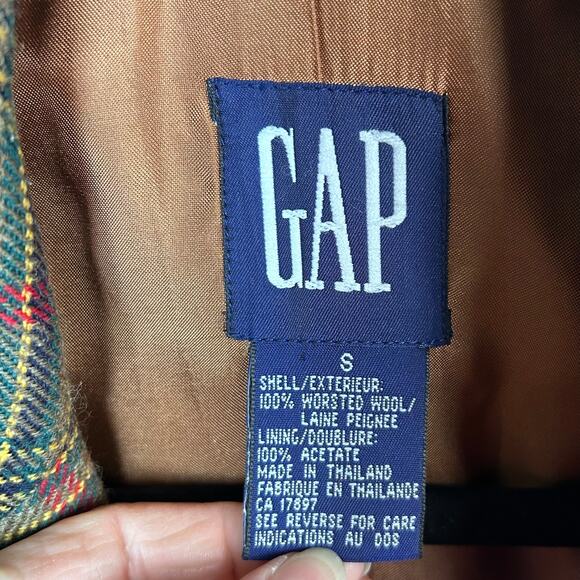 GAP
S
SHELL/EXTERIEUR:
100% WORSTED WOOL/
LAINE PEIGNEE
LINING/DOUBLURE:
100% ACETATE
MADE IN THAILAND
FABRIQUE EN THAILANDE
CA 17897
SEE REVERSE FOR CARE
INDICATIONS AU DOS